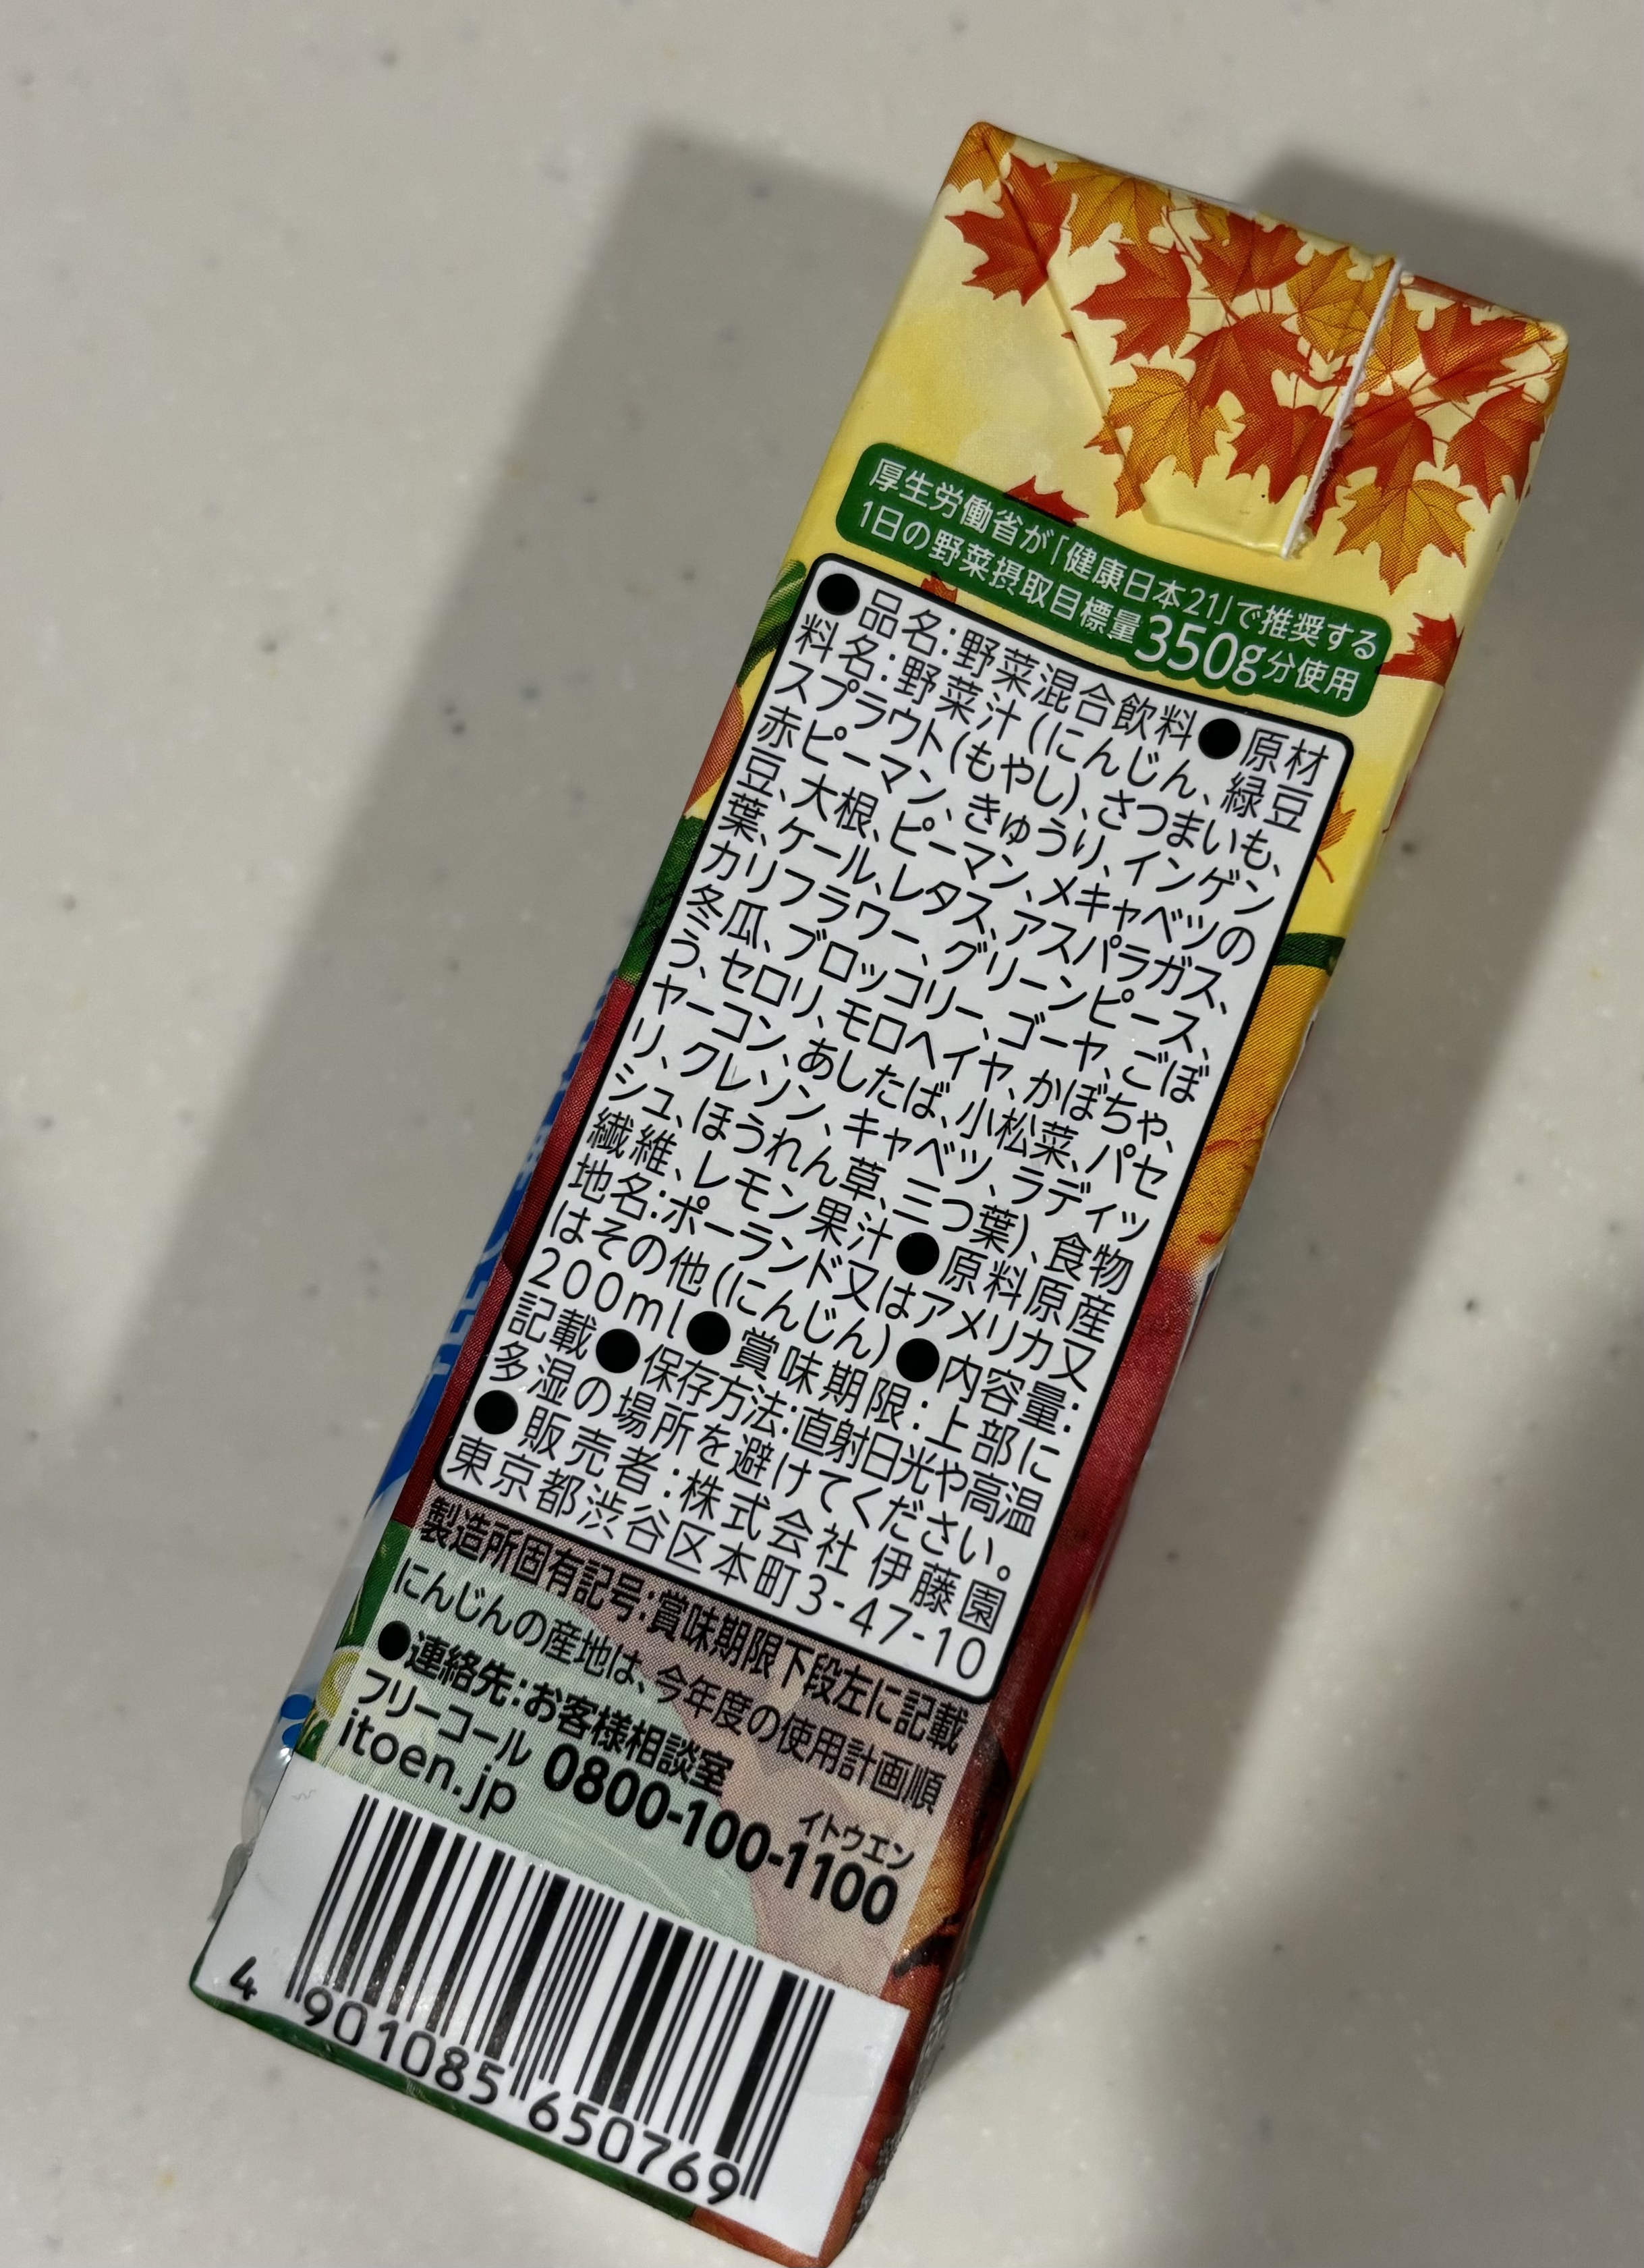 厚生労働省が「健康日本21」で推奨する
1日の野菜摂取目標量350g分使用
●品名:野菜混合飲料●原材
料名:野菜汁(にんじん、緑豆
スプラウト(もやし)、さつまいも、
赤ピーマン、きゅうり、インゲン
豆、大根、ピーマン、メキャベツの
葉、ケール、レタス、アスパラガス、
カリフラワー、グリーンピース、
冬瓜、ブロッコリー、ゴーヤ、ごぼ
う、セロリ、モロヘイヤ、かぼちゃ、
ヤーコン、あしたば、小松菜、パセ
リ、クレソン、キャベツ、ラディッ
シュ、ほうれん草、三つ葉)、食物
繊維、レモン果汁●原料原産
地名:ポーランド又はアメリカ又
はその他(にんじん)●内容量:
200ml●賞味期限:上部に
記載●保存方法:直射日光や高温
多湿の場所を避けてください。
●販売者:株式会社 伊藤園
東京都渋谷区本町3-47-10
製造所固有記号:賞味期限下段左に記載
にんじんの産地は、今年度の使用計画順
●連絡先:お客様相談室
イトウエン
フリーコール 0800-100-1100
itoen.jp
4 901085 650769